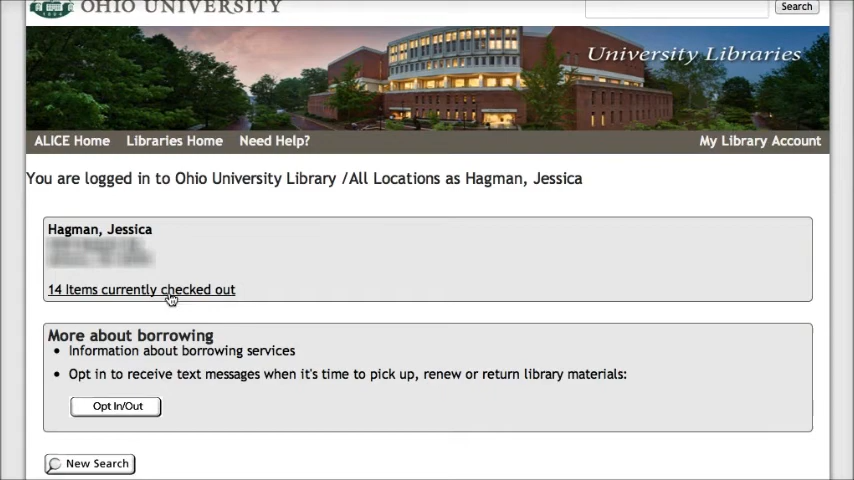 OHIO UNIVERSITY
Search
University Libraries
ALICE Home Libraries Home Need Help? My Library Account
You are logged in to Ohio University Library /All Locations as Hagman, Jessica
Hagman, Jessica
14 Items currently checked out
More about borrowing
• Information about borrowing services
• Opt in to receive text messages when it's time to pick up, renew or return library materials:
Opt In/Out
New Search